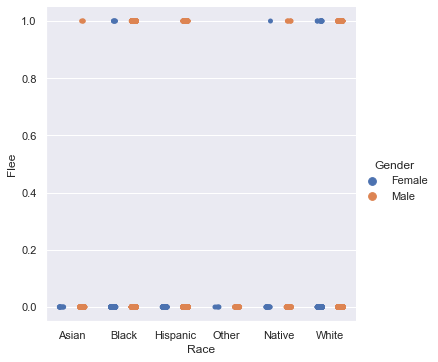 1.0
0.8
0.6
0.4
0.2
0.0
Flee
Asian Black Hispanic Other Native White
Race
Gender
Female
Male